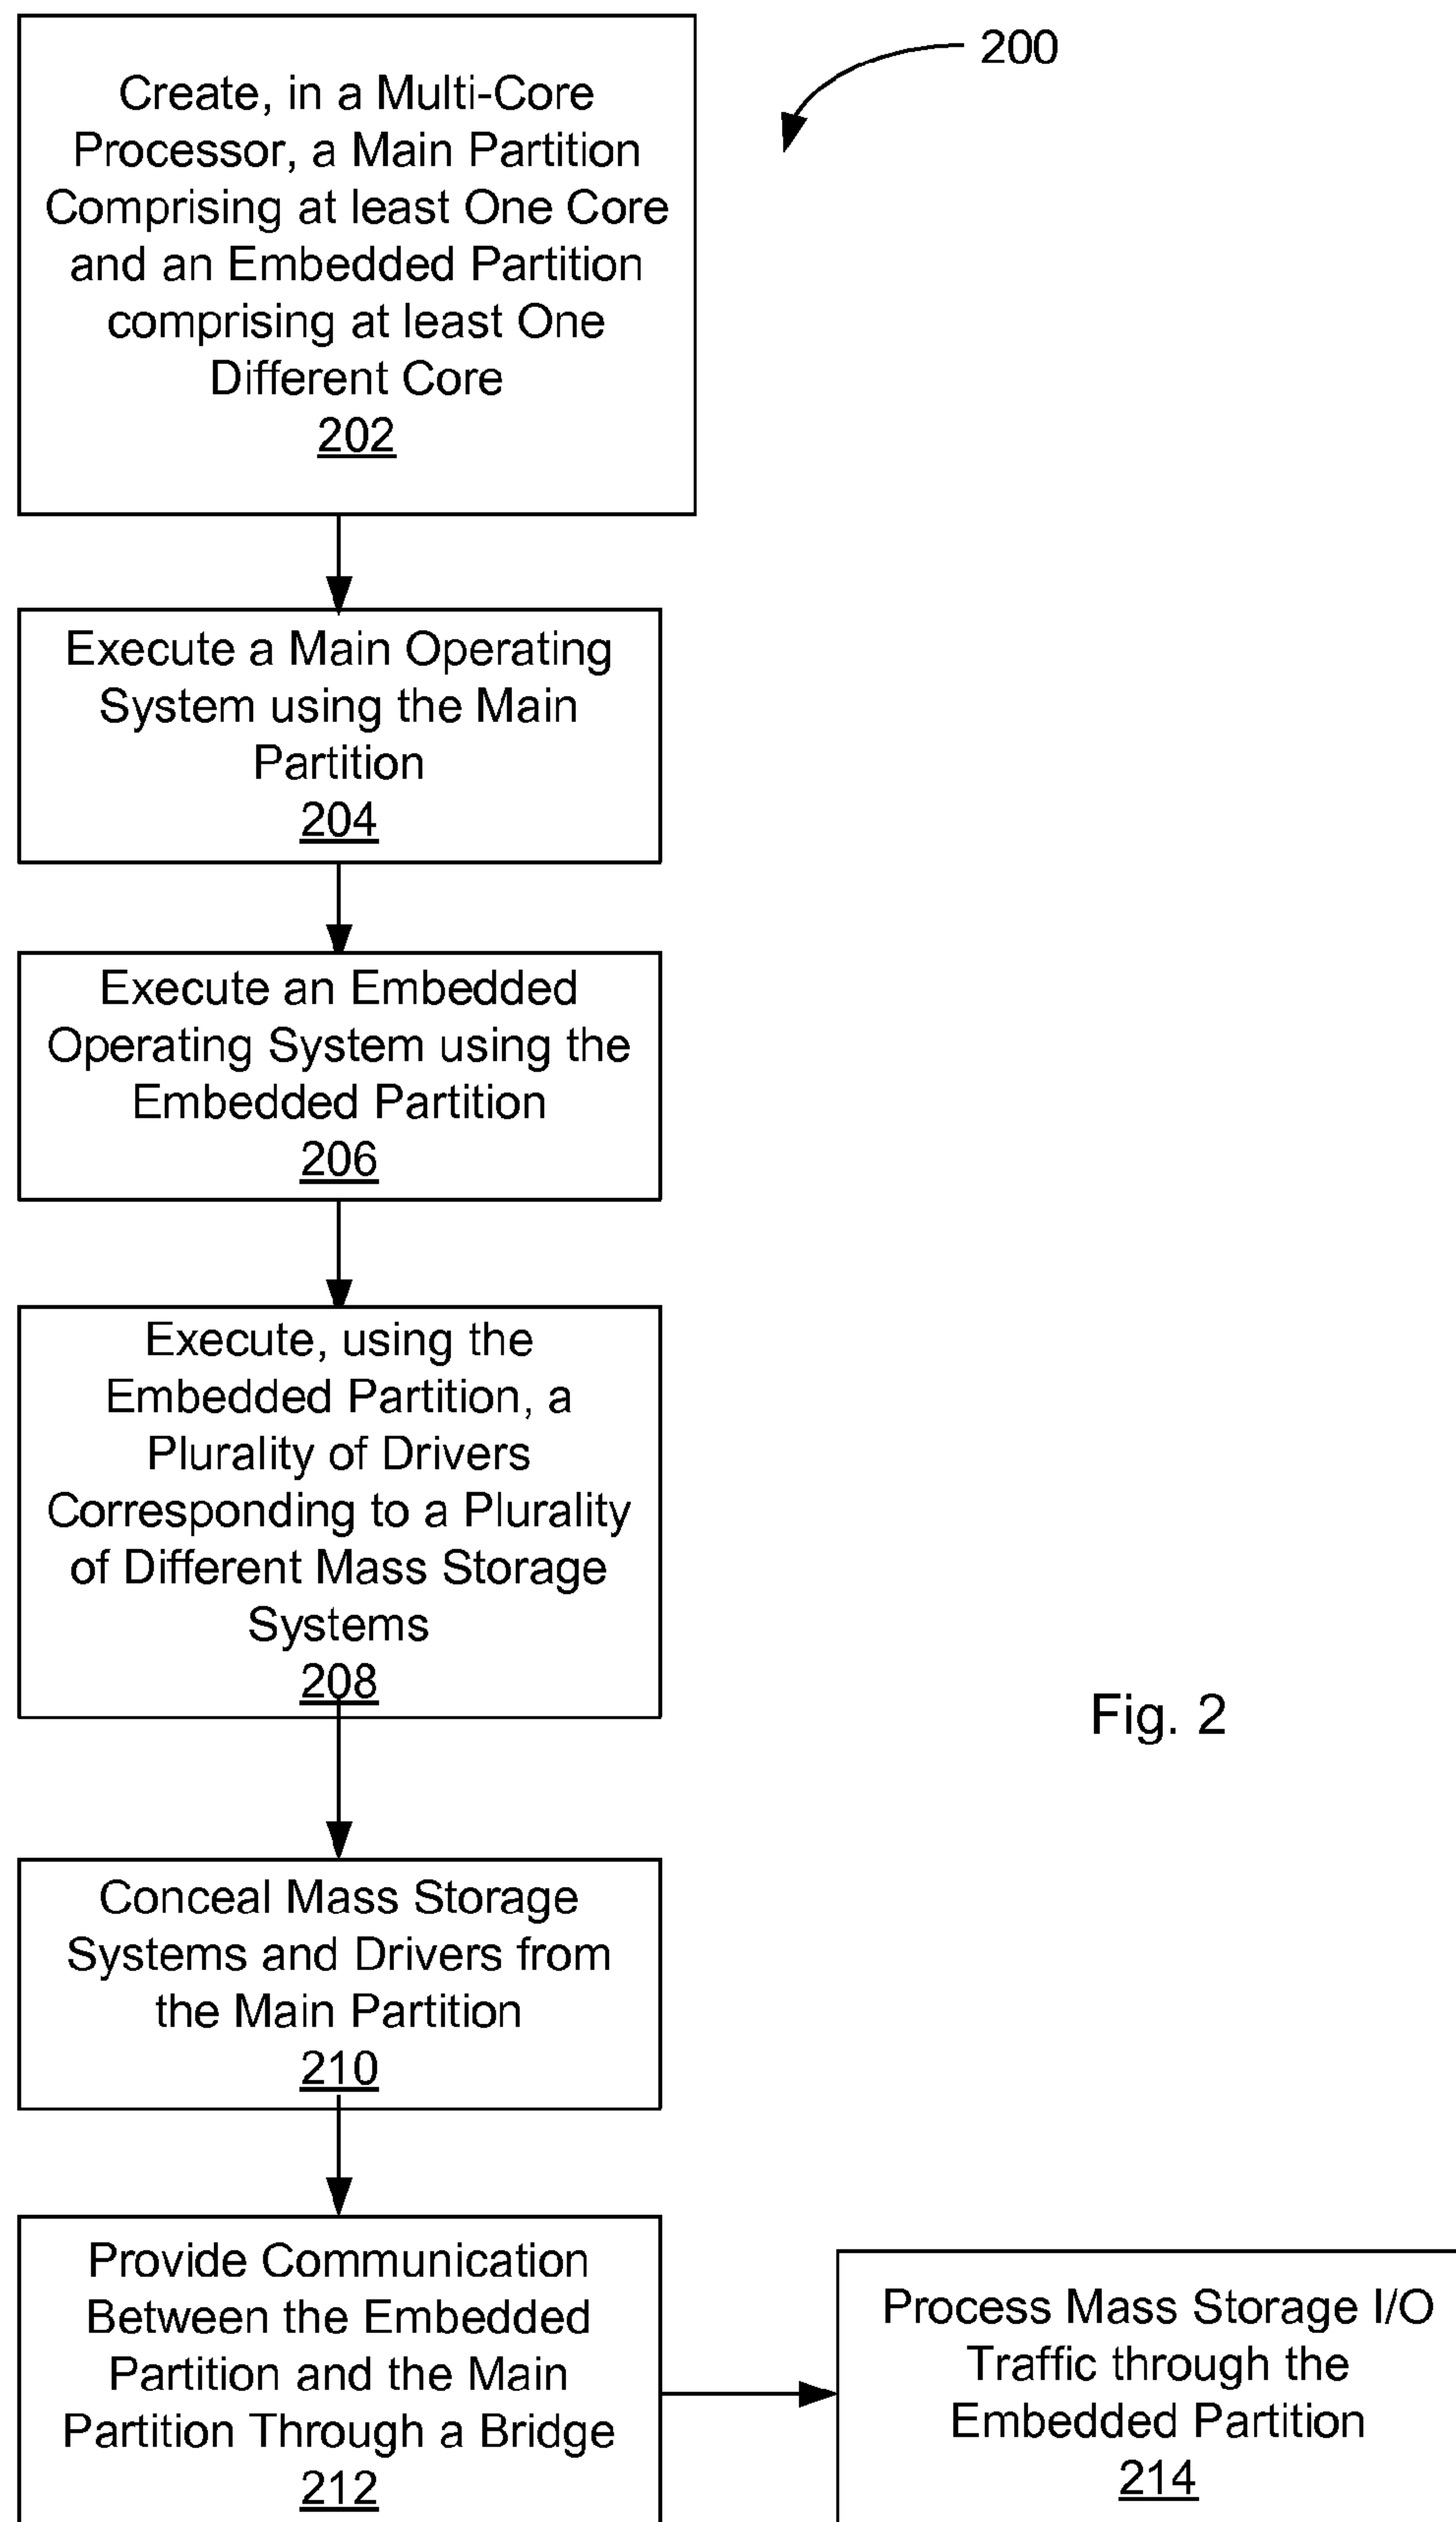 200
Create, in a Multi-Core
Processor, a Main Partition
Comprising at least One Core
and an Embedded Partition
comprising at least One
Different Core
202
Execute a Main Operating
System using the Main
Partition
204
Execute an Embedded
Operating System using the
Embedded Partition
206
Execute, using the
Embedded Partition, a
Plurality of Drivers
Corresponding to a Plurality
of Different Mass Storage
Systems
208
Fig. 2
Conceal Mass Storage
Systems and Drivers from
the Main Partition
210
Provide Communication
Between the Embedded
Partition and the Main
Partition Through a Bridge
212
Process Mass Storage I/O
Traffic through the
Embedded Partition
214